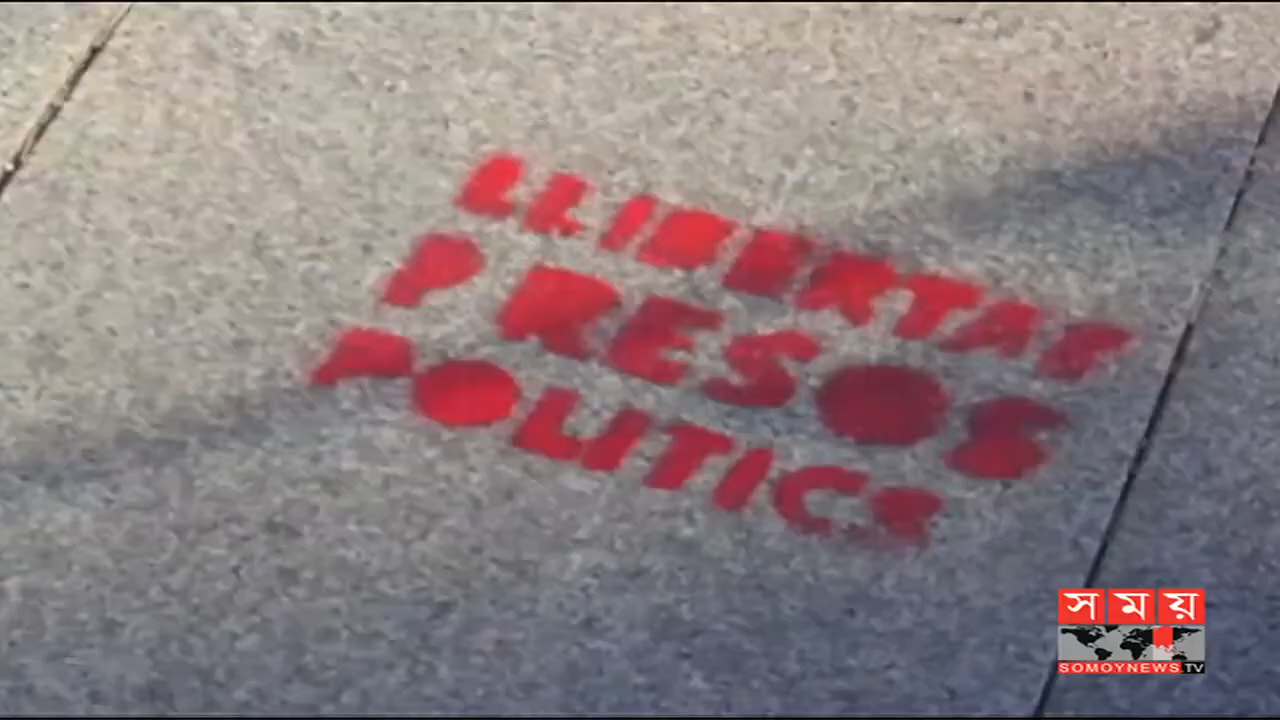 LLIBERTAT
PRESOS
POLITICS
সময়
SOMOYNEWS.TV